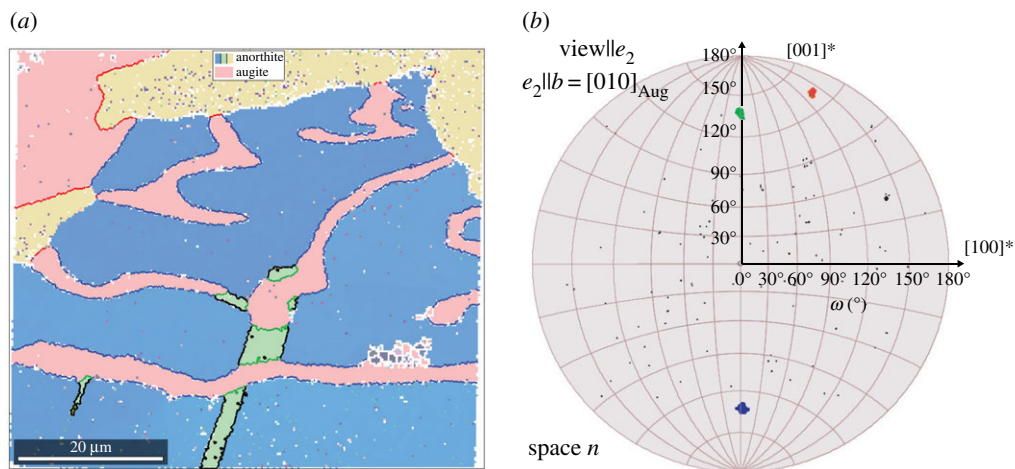 (a)
anorthite
augite
20 µm
(b)
view||e2
e2||b = [010]Aug
[001]*
180°
150°
120°
90°
60°
30°
[100]*
.0° 30° 60° 90° 120° 150° 180°
ω (°)
space n